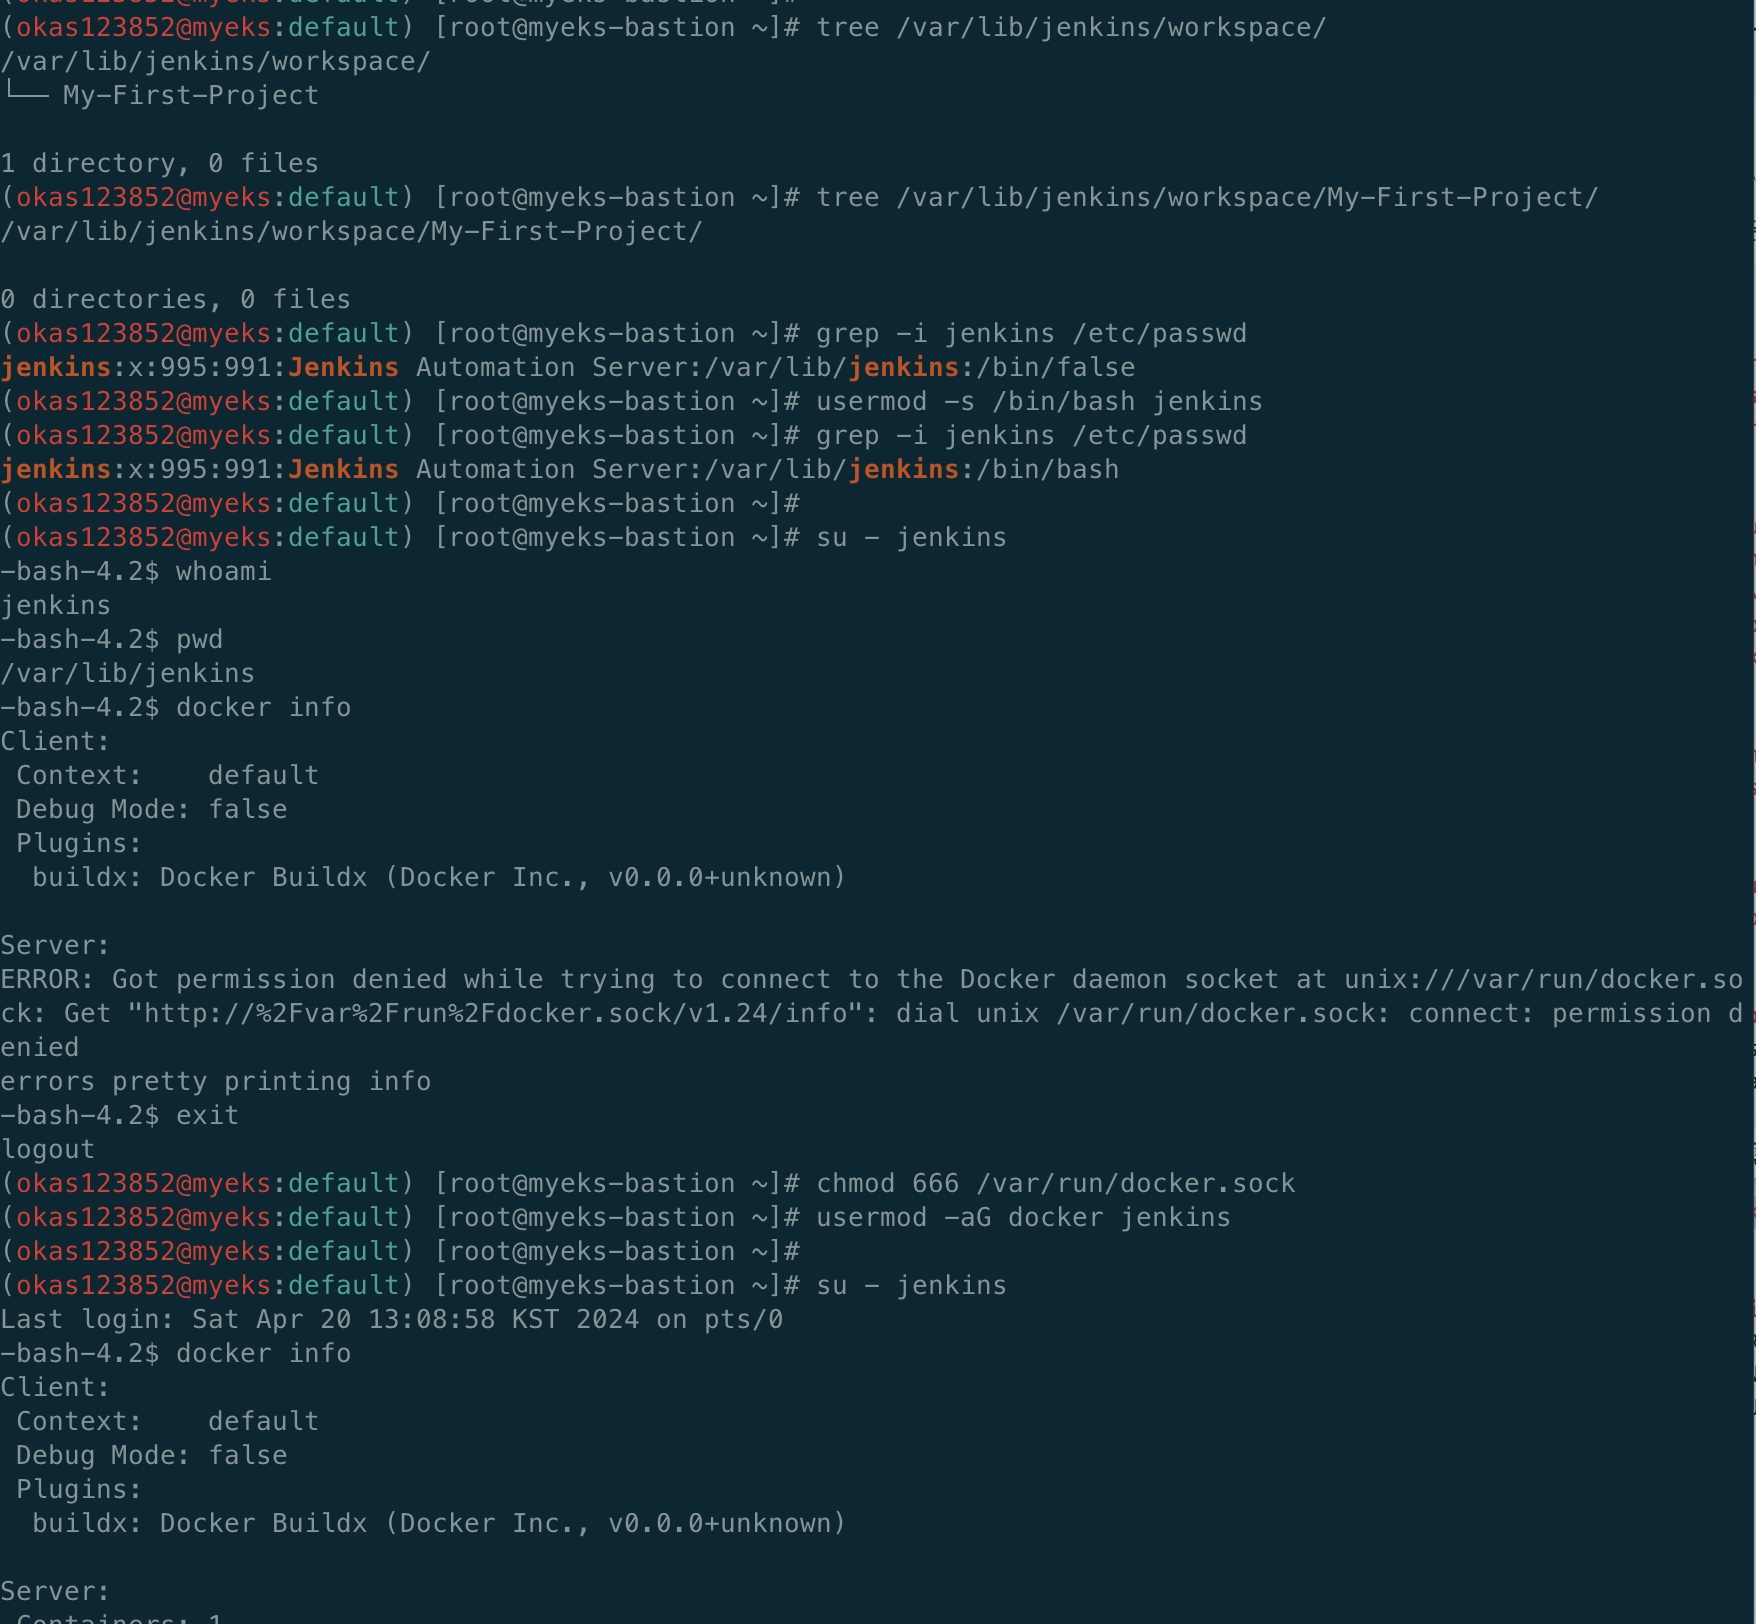 (okas123852@myeks:default) [root@myeks-bastion ~]#
(okas123852@myeks:default) [root@myeks-bastion ~]# tree /var/lib/jenkins/workspace/
/var/lib/jenkins/workspace/
└── My-First-Project
1 directory, 0 files
(okas123852@myeks:default) [root@myeks-bastion ~]# tree /var/lib/jenkins/workspace/My-First-Project/
/var/lib/jenkins/workspace/My-First-Project/
0 directories, 0 files
(okas123852@myeks:default) [root@myeks-bastion ~]# grep -i jenkins /etc/passwd
jenkins:x:995:991:Jenkins Automation Server:/var/lib/jenkins:/bin/false
(okas123852@myeks:default) [root@myeks-bastion ~]# usermod -s /bin/bash jenkins
(okas123852@myeks:default) [root@myeks-bastion ~]# grep -i jenkins /etc/passwd
jenkins:x:995:991:Jenkins Automation Server:/var/lib/jenkins:/bin/bash
(okas123852@myeks:default) [root@myeks-bastion ~]#
(okas123852@myeks:default) [root@myeks-bastion ~]# su - jenkins
-bash-4.2$ whoami
jenkins
-bash-4.2$ pwd
/var/lib/jenkins
-bash-4.2$ docker info
Client:
 Context:    default
 Debug Mode: false
 Plugins:
  buildx: Docker Buildx (Docker Inc., v0.0.0+unknown)
Server:
ERROR: Got permission denied while trying to connect to the Docker daemon socket at unix:///var/run/docker.so
ck: Get "http://%2Fvar%2Frun%2Fdocker.sock/v1.24/info": dial unix /var/run/docker.sock: connect: permission d
enied
errors pretty printing info
-bash-4.2$ exit
logout
(okas123852@myeks:default) [root@myeks-bastion ~]# chmod 666 /var/run/docker.sock
(okas123852@myeks:default) [root@myeks-bastion ~]# usermod -aG docker jenkins
(okas123852@myeks:default) [root@myeks-bastion ~]#
(okas123852@myeks:default) [root@myeks-bastion ~]# su - jenkins
Last login: Sat Apr 20 13:08:58 KST 2024 on pts/0
-bash-4.2$ docker info
Client:
 Context:    default
 Debug Mode: false
 Plugins:
  buildx: Docker Buildx (Docker Inc., v0.0.0+unknown)
Server:
 Containers: 1